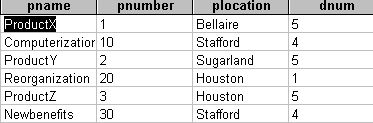 pname pnumber plocation dnum
ProductX 1 Bellaire 5
Computerization 10 Stafford 4
ProductY 2 Sugarland 5
Reorganization 20 Houston 1
ProductZ 3 Houston 5
Newbenefits 30 Stafford 4